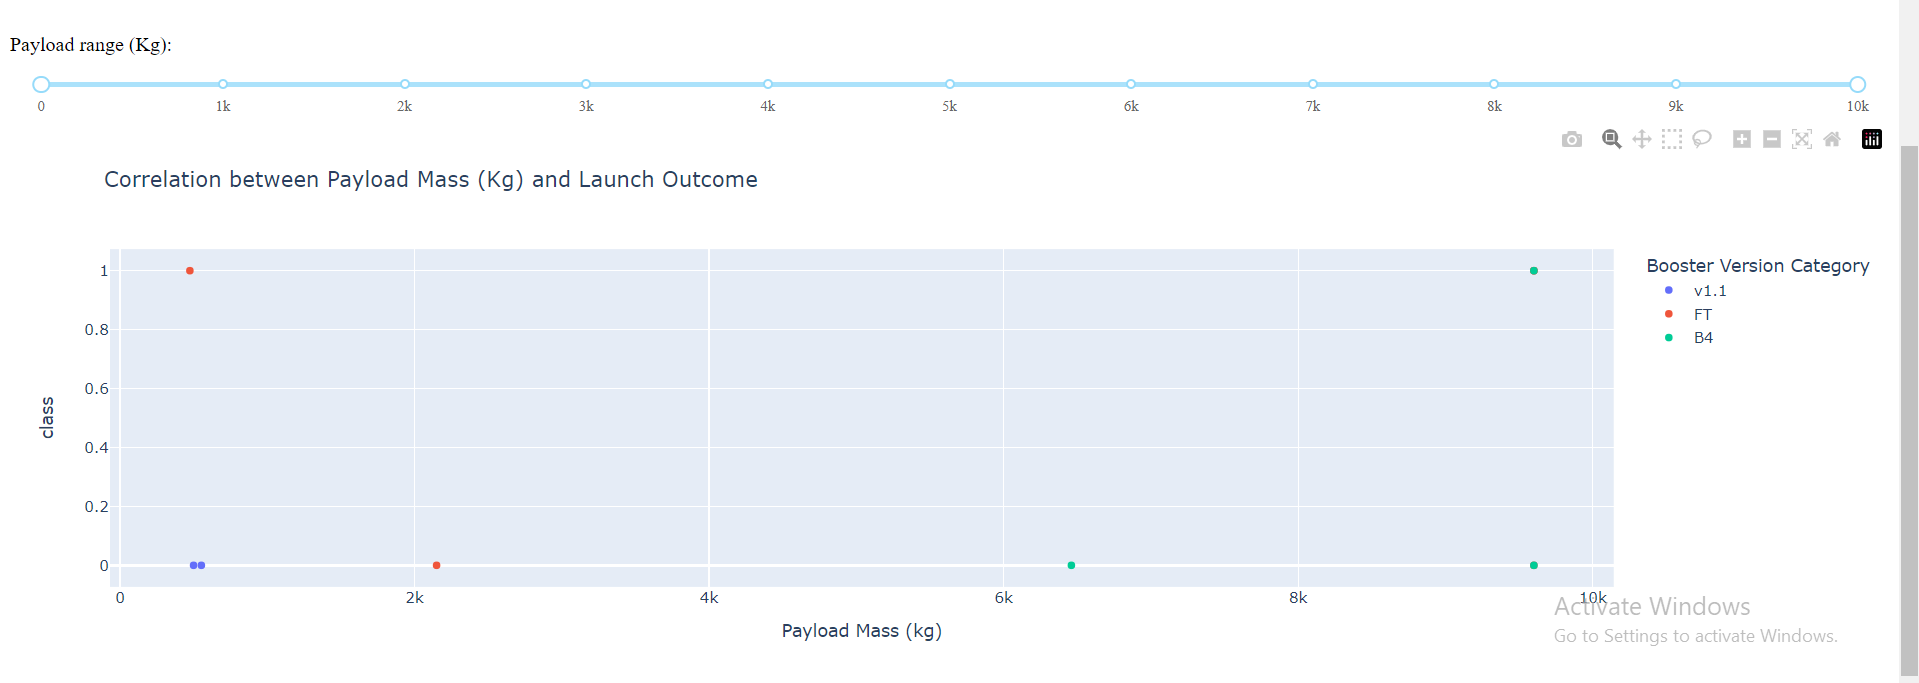 Payload range (Kg):
0 1k 2k 3k 4k 5k 6k 7k 8k 9k 10k
Correlation between Payload Mass (Kg) and Launch Outcome
Booster Version Category
v1.1
FT
B4
1
0.8
0.6
0.4
0.2
0
class
0 2k 4k 6k 8k 10k
Payload Mass (kg)
Activate Windows
Go to Settings to activate Windows.